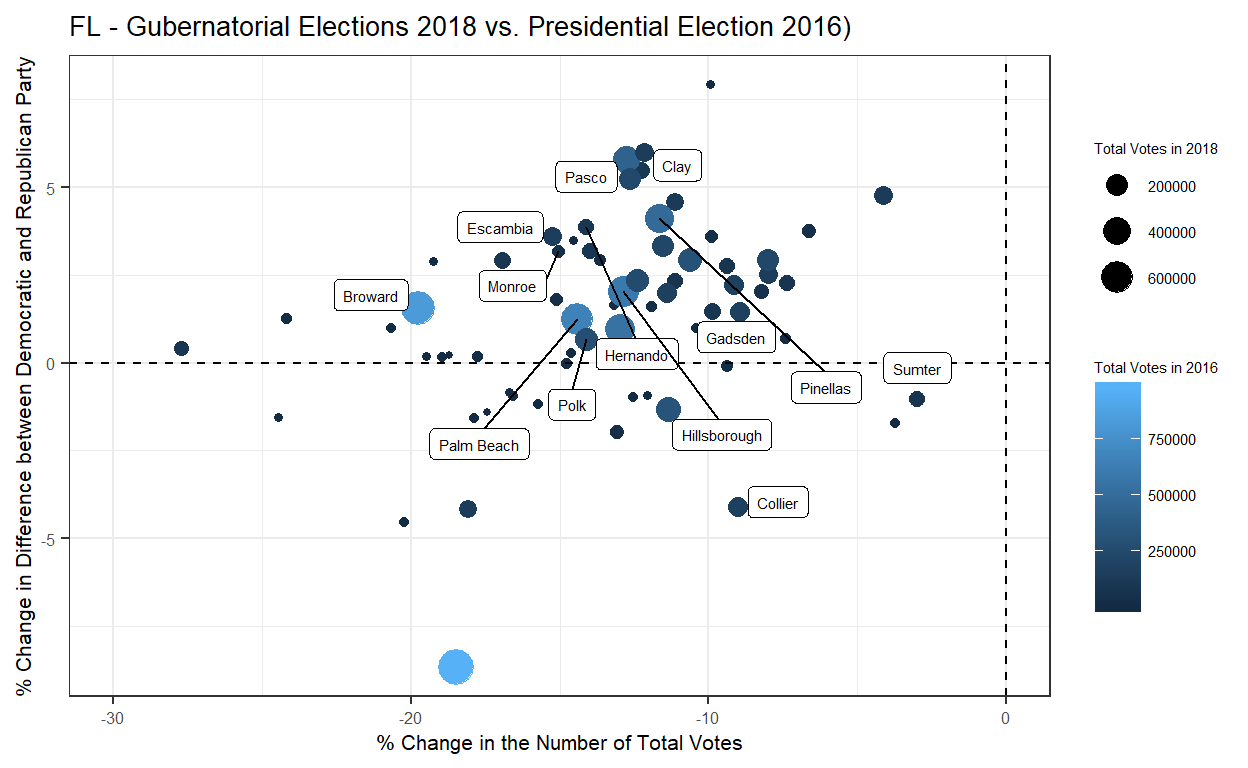 FL - Gubernatorial Elections 2018 vs. Presidential Election 2016)
% Change in Difference between Democratic and Republican Party
5
0
-5
Pasco
Clay
Escambia
Monroe
Broward
Gadsden
Hernando
Sumter
Pinellas
Polk
Hillsborough
Palm Beach
Collier
-30
-20
-10
0
% Change in the Number of Total Votes
Total Votes in 2018
200000
400000
600000
Total Votes in 2016
750000
500000
250000